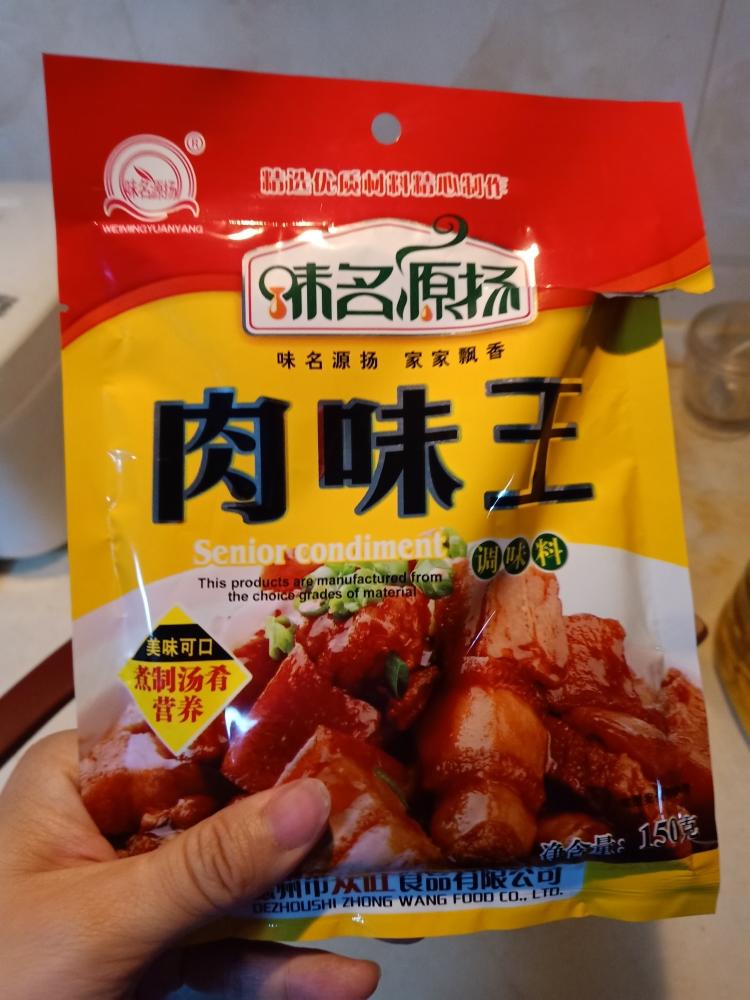 味名源扬
®
WEIMINGYUANYANG
精选优质材料精心制作
味名源扬
味名源扬 家家飘香
肉味王
Senior condiment
调味料
This products are manufactured from
the choice grades of material
美味可口
煮制汤肴
营养
净含量：150克
州市众旺食品有限公司
DEZHOUSHI ZHONG WANG FOOD CO., LTD.